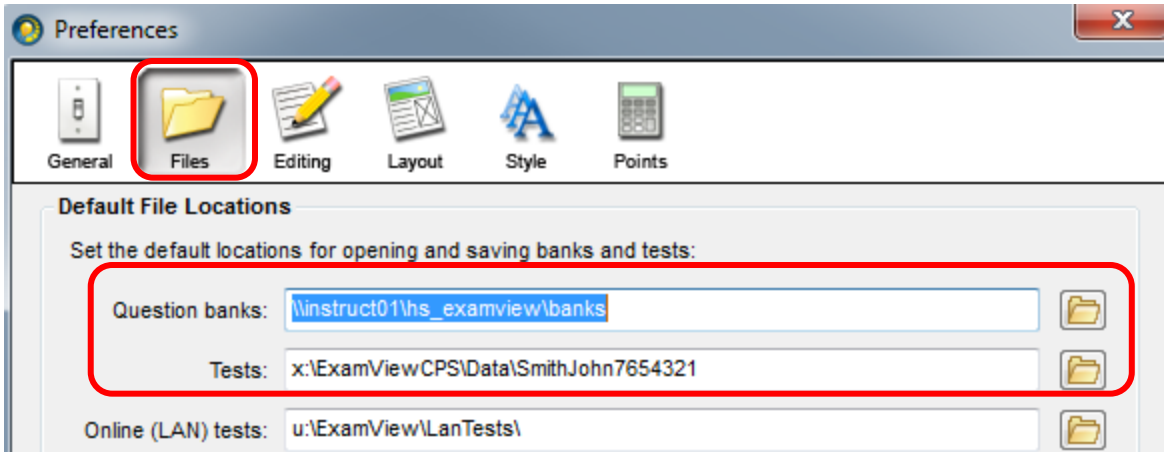 Preferences
General Files Editing Layout Style Points
Default File Locations
Set the default locations for opening and saving banks and tests:
Question banks: \\instruct01\hs_examview\banks
Tests: x:\ExamViewCPS\Data\SmithJohn7654321
Online (LAN) tests: u:\ExamView\LanTests\